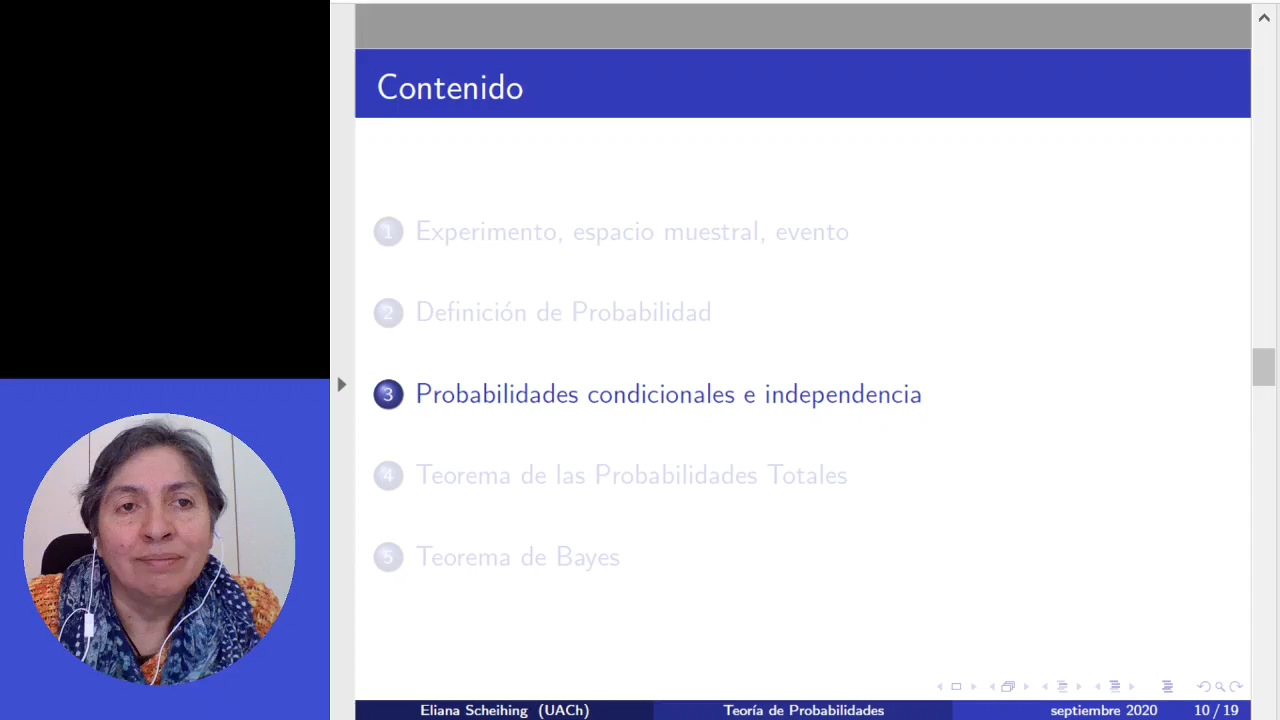 Contenido
1 Experimento, espacio muestral, evento
2 Definición de Probabilidad
3 Probabilidades condicionales e independencia
4 Teorema de las Probabilidades Totales
5 Teorema de Bayes
Eliana Scheihing (UACh) Teoría de Probabilidades septiembre 2020 10 / 19